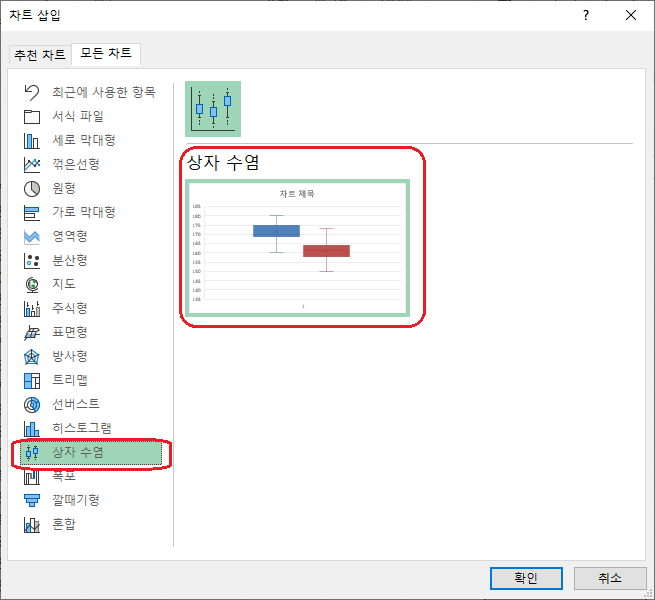 차트 삽입
추천 차트
모든 차트
최근에 사용한 항목
서식 파일
세로 막대형
꺾은선형
원형
가로 막대형
영역형
분산형
지도
주식형
표면형
방사형
트리맵
선버스트
히스토그램
상자 수염
폭포
깔때기형
혼합
상자 수염
차트 제목
185
180
175
170
165
160
155
150
145
140
135
1
확인
취소